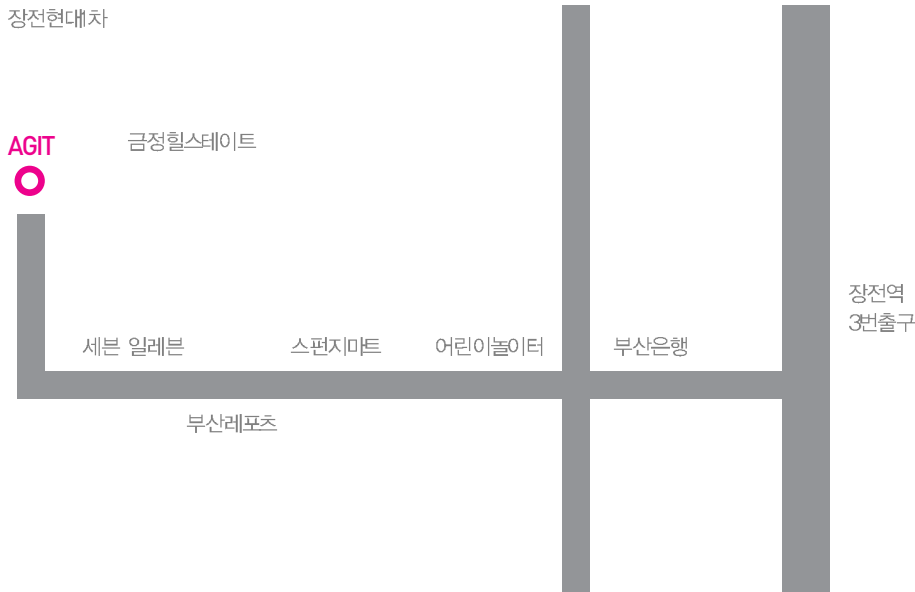 장전현대차
AGIT
금정힐스테이트
장전역
3번출구
세븐 일레븐
스펀지마트
어린이놀이터
부산은행
부산레포츠